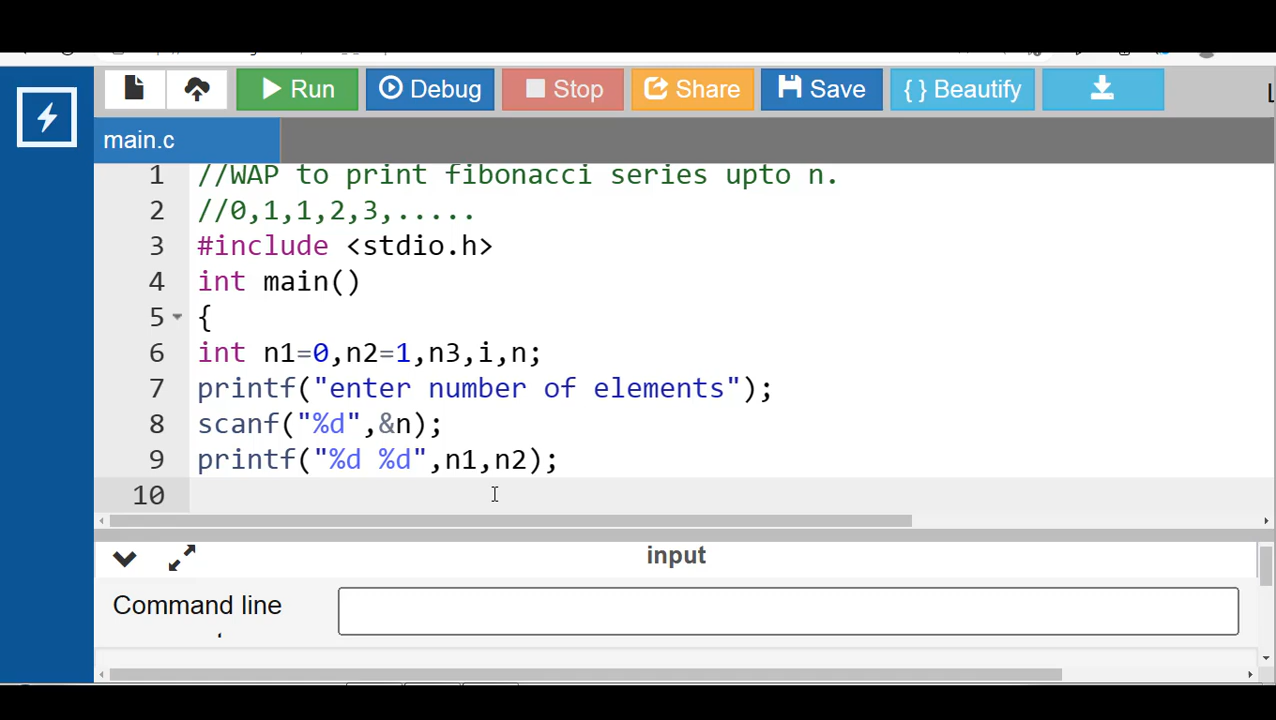 Run Debug Stop Share Save { } Beautify L
main.c
1 //WAP to print fibonacci series upto n.
2 //0,1,1,2,3,.....
3 #include <stdio.h>
4 int main()
5 {
6 int n1=0,n2=1,n3,i,n;
7 printf("enter number of elements");
8 scanf("%d",&n);
9 printf("%d %d",n1,n2);
10
input
Command line